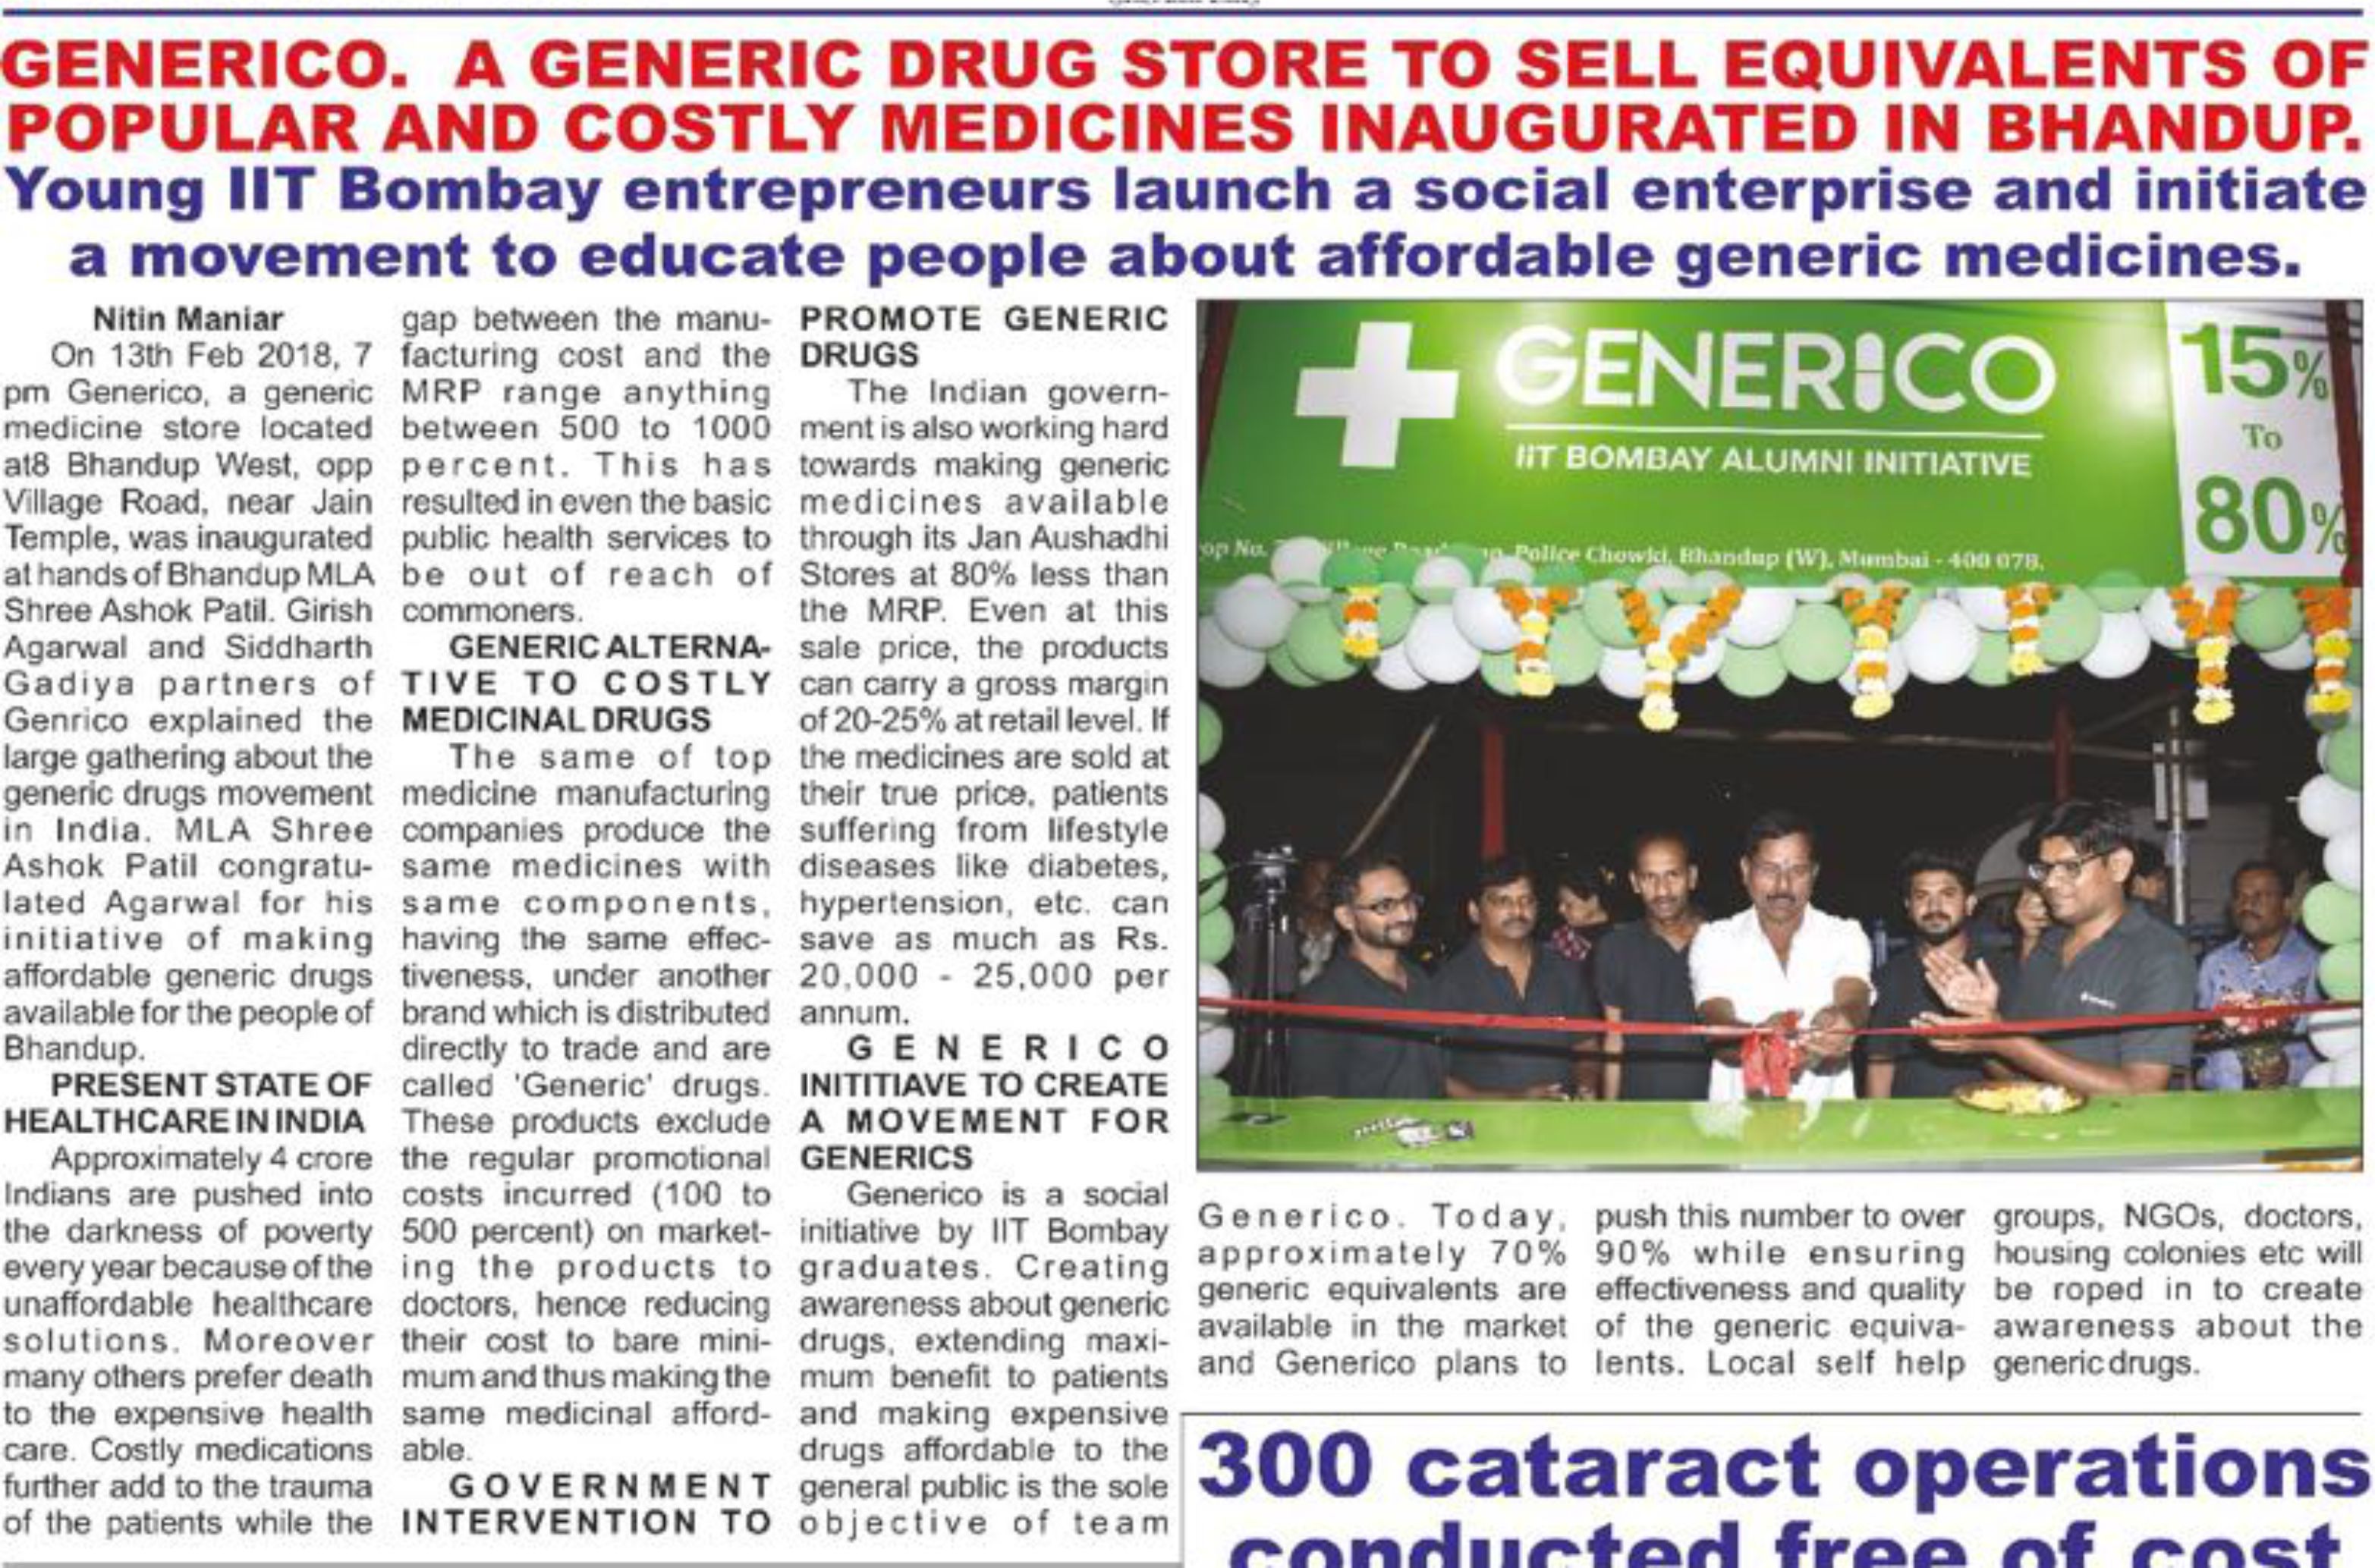 GENERICO. A GENERIC DRUG STORE TO SELL EQUIVALENTS OF
POPULAR AND COSTLY MEDICINES INAUGURATED IN BHANDUP.
Young IIT Bombay entrepreneurs launch a social enterprise and initiate
a movement to educate people about affordable generic medicines.
Nitin Maniar
On 13th Feb 2018, 7
pm Generico, a generic
medicine store located
at8 Bhandup West, opp
Village Road, near Jain
Temple, was inaugurated
at hands of Bhandup MLA
Shree Ashok Patil. Girish
Agarwal and Siddharth
Gadiya partners of
Genrico explained the
large gathering about the
generic drugs movement
in India. MLA Shree
Ashok Patil congratu-
lated Agarwal for his
initiative of making
affordable generic drugs
available for the people of
Bhandup.
PRESENT STATE OF
HEALTHCARE IN INDIA
Approximately 4 crore
Indians are pushed into
the darkness of poverty
every year because of the
unaffordable healthcare
solutions. Moreover
many others prefer death
to the expensive health
care. Costly medications
further add to the trauma
of the patients while the
gap between the manu-
facturing cost and the
MRP range anything
between 500 to 1000
percent. This has
resulted in even the basic
public health services to
be out of reach of
commoners.
GENERIC ALTERNA-
TIVE TO COSTLY
MEDICINAL DRUGS
The same of top
medicine manufacturing
companies produce the
same medicines with
same components,
having the same effec-
tiveness, under another
brand which is distributed
directly to trade and are
called 'Generic' drugs.
These products exclude
the regular promotional
costs incurred (100 to
500 percent) on market-
ing the products to
doctors, hence reducing
their cost to bare mini-
mum and thus making the
same medicinal afford-
able.
GOVERNMENT
INTERVENTION TO
PROMOTE GENERIC
DRUGS
The Indian govern-
ment is also working hard
towards making generic
medicines available
through its Jan Aushadhi
Stores at 80% less than
the MRP. Even at this
sale price, the products
can carry a gross margin
of 20-25% at retail level. If
the medicines are sold at
their true price, patients
suffering from lifestyle
diseases like diabetes,
hypertension, etc. can
save as much as Rs.
20,000 - 25,000 per
annum.
GENERICO
INITITIAVE TO CREATE
A MOVEMENT FOR
GENERICS
Generico is a social
initiative by IIT Bombay
graduates. Creating
awareness about generic
drugs, extending maxi-
mum benefit to patients
and making expensive
drugs affordable to the
general public is the sole
objective of team
GENERICO
IIT BOMBAY ALUMNI INITIATIVE
Police Chowki, Bhandup (W), Mumbai - 400 078.
15%
To
80%
Generico. Today,
approximately 70%
generic equivalents are
available in the market
and Generico plans to
push this number to over
90% while ensuring
effectiveness and quality
of the generic equiva-
lents. Local self help
groups, NGOs, doctors,
housing colonies etc will
be roped in to create
awareness about the
generic drugs.
300 cataract operations
conducted free of cost